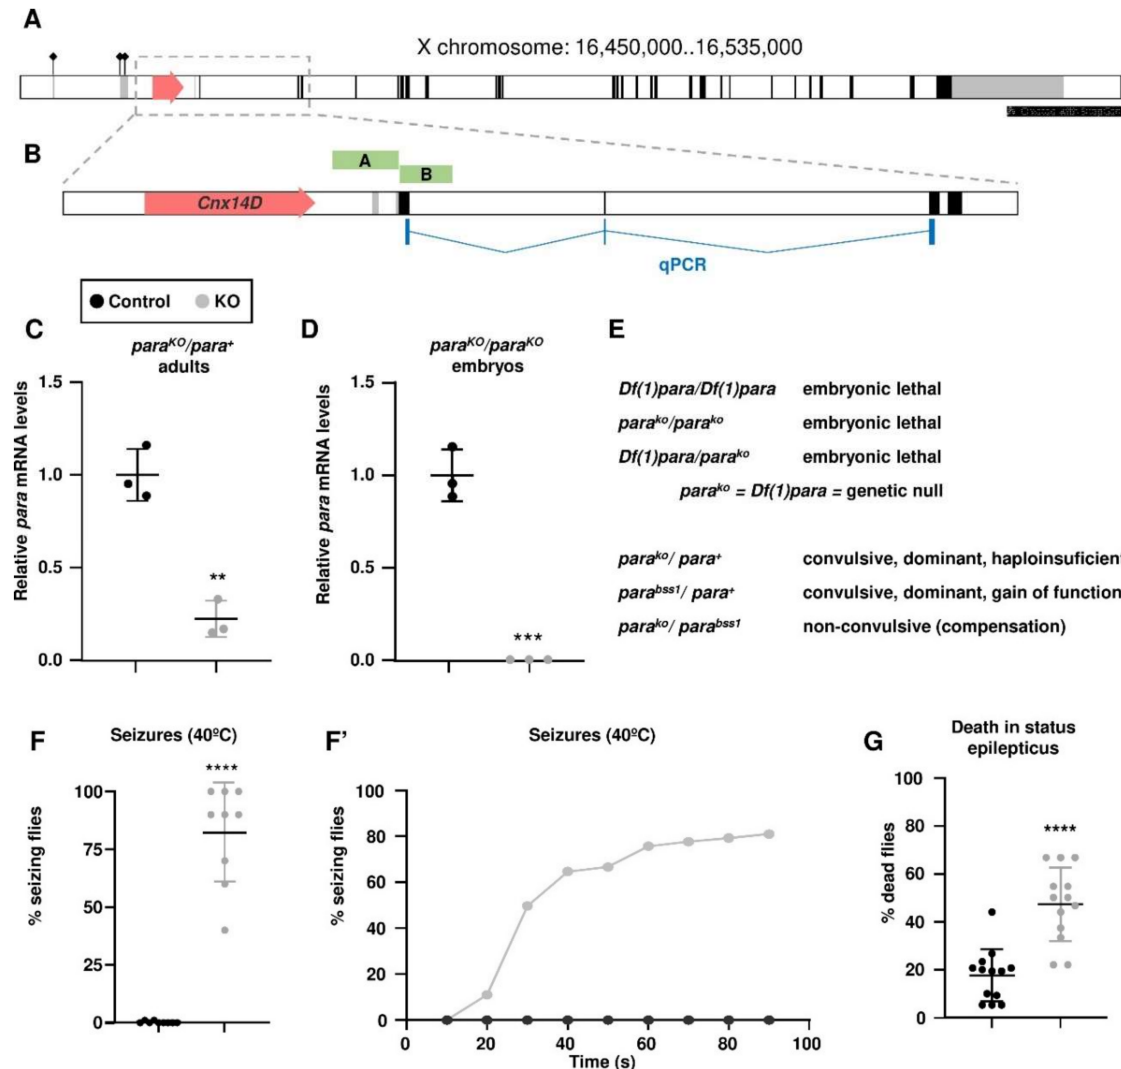 A
X chromosome: 16,450,000..16,535,000
B
A
B
Cnx14D
qPCR
Control KO
C
para^KO/para^+
adults
Relative para mRNA levels
1.5
1.0
0.5
0.0
**
D
para^KO/para^KO
embryos
Relative para mRNA levels
1.5
1.0
0.5
0.0
***
E
Df(1)para/Df(1)para embryonic lethal
para^ko/para^ko embryonic lethal
Df(1)para/para^ko embryonic lethal
para^ko = Df(1)para = genetic null
para^ko/ para^+ convulsive, dominant, haploinsuficient
para^bss1/ para^+ convulsive, dominant, gain of function
para^ko/ para^bss1 non-convulsive (compensation)
F
Seizures (40ºC)
****
% seizing flies
100
75
50
25
0
F'
Seizures (40ºC)
% seizing flies
100
80
60
40
20
0
0 20 40 60 80 100
Time (s)
G
Death in status
epilepticus
****
% dead flies
100
80
60
40
20
0